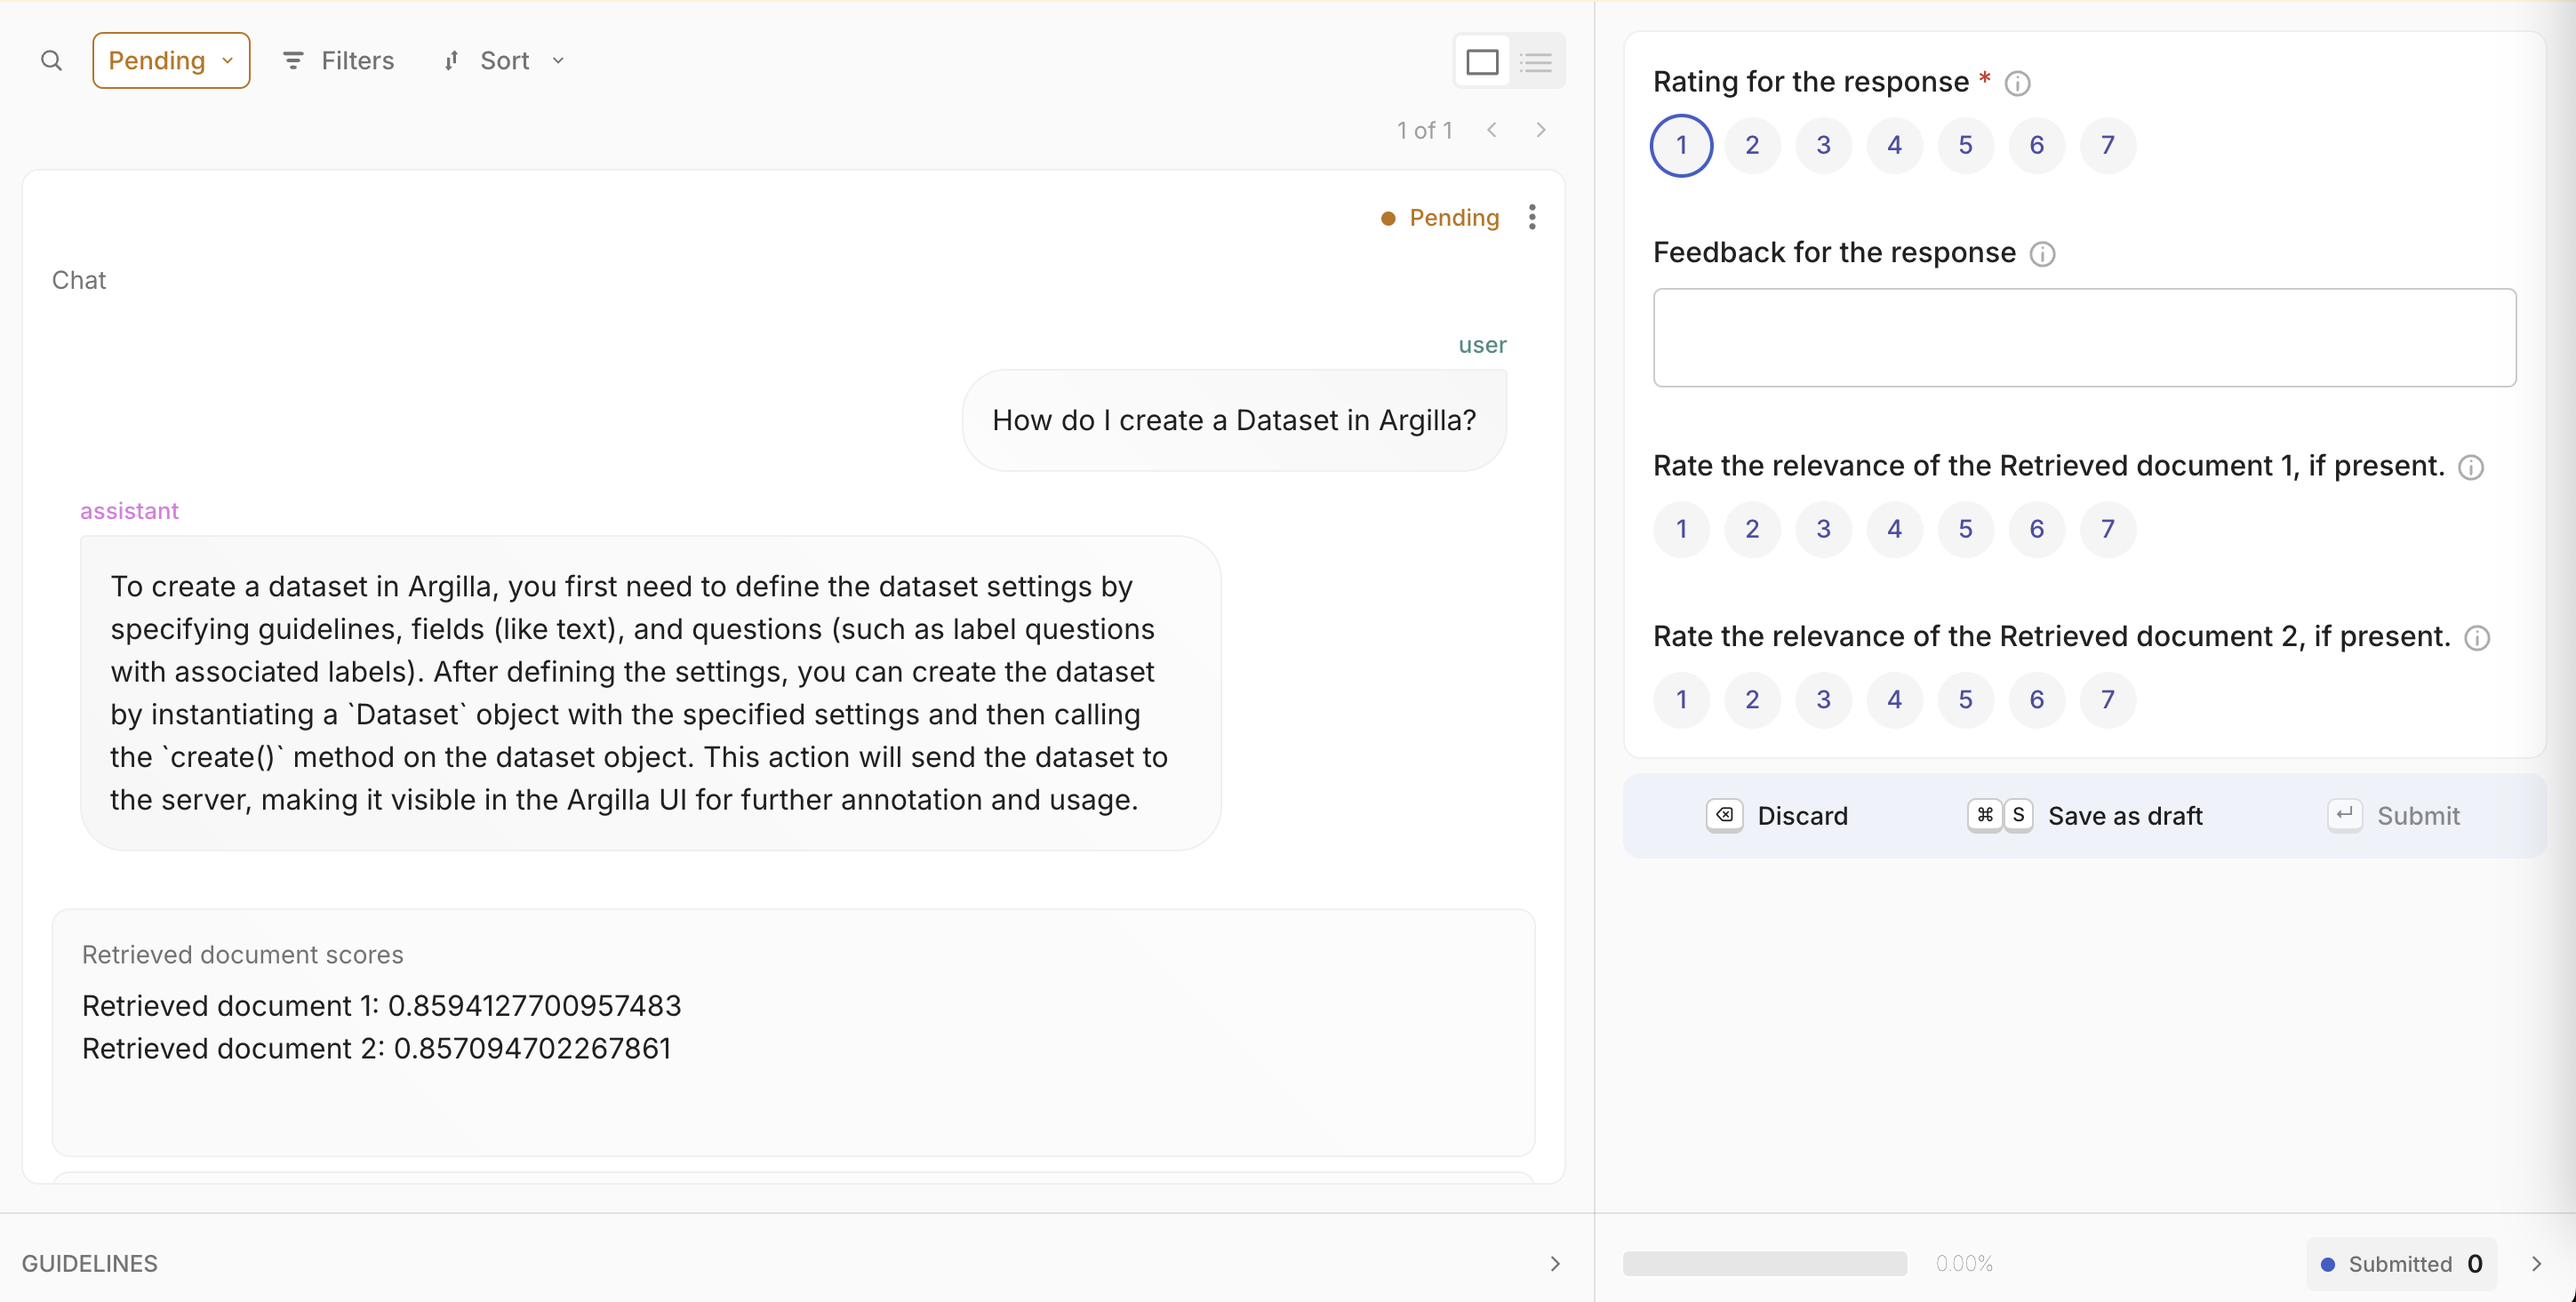 Pending
Filters
Sort
1 of 1
Pending
Chat
user
How do I create a Dataset in Argilla?
assistant
To create a dataset in Argilla, you first need to define the dataset settings by
specifying guidelines, fields (like text), and questions (such as label questions
with associated labels). After defining the settings, you can create the dataset
by instantiating a `Dataset` object with the specified settings and then calling
the `create()` method on the dataset object. This action will send the dataset to
the server, making it visible in the Argilla UI for further annotation and usage.
Retrieved document scores
Retrieved document 1: 0.8594127700957483
Retrieved document 2: 0.857094702267861
GUIDELINES
Rating for the response *
1 2 3 4 5 6 7
Feedback for the response
Rate the relevance of the Retrieved document 1, if present.
1 2 3 4 5 6 7
Rate the relevance of the Retrieved document 2, if present.
1 2 3 4 5 6 7
Discard
⌘ S Save as draft
Submit
0.00%
Submitted 0